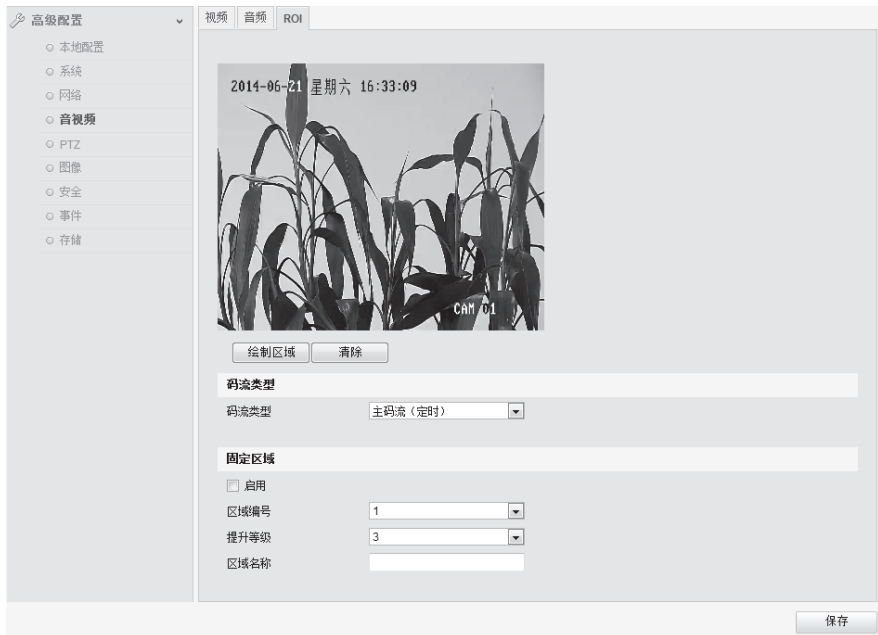 高级配置
本地配置
系统
网络
音视频
PTZ
图像
安全
事件
存储
视频 音频 ROI
2014-06-21 星期六 16:33:09
CAM 01
绘制区域 清除
码流类型
码流类型 主码流（定时）
固定区域
启用
区域编号 1
提升等级 3
区域名称
保存